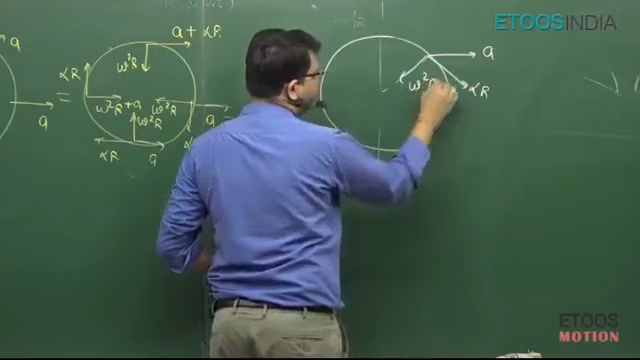 ETOOSINDIA
a
a + αR
a
αR
ω²R
=
ω²R + a
ω²R
a
a
ω²R
αR
a
ω²R
αR
ETOOS
MOTION